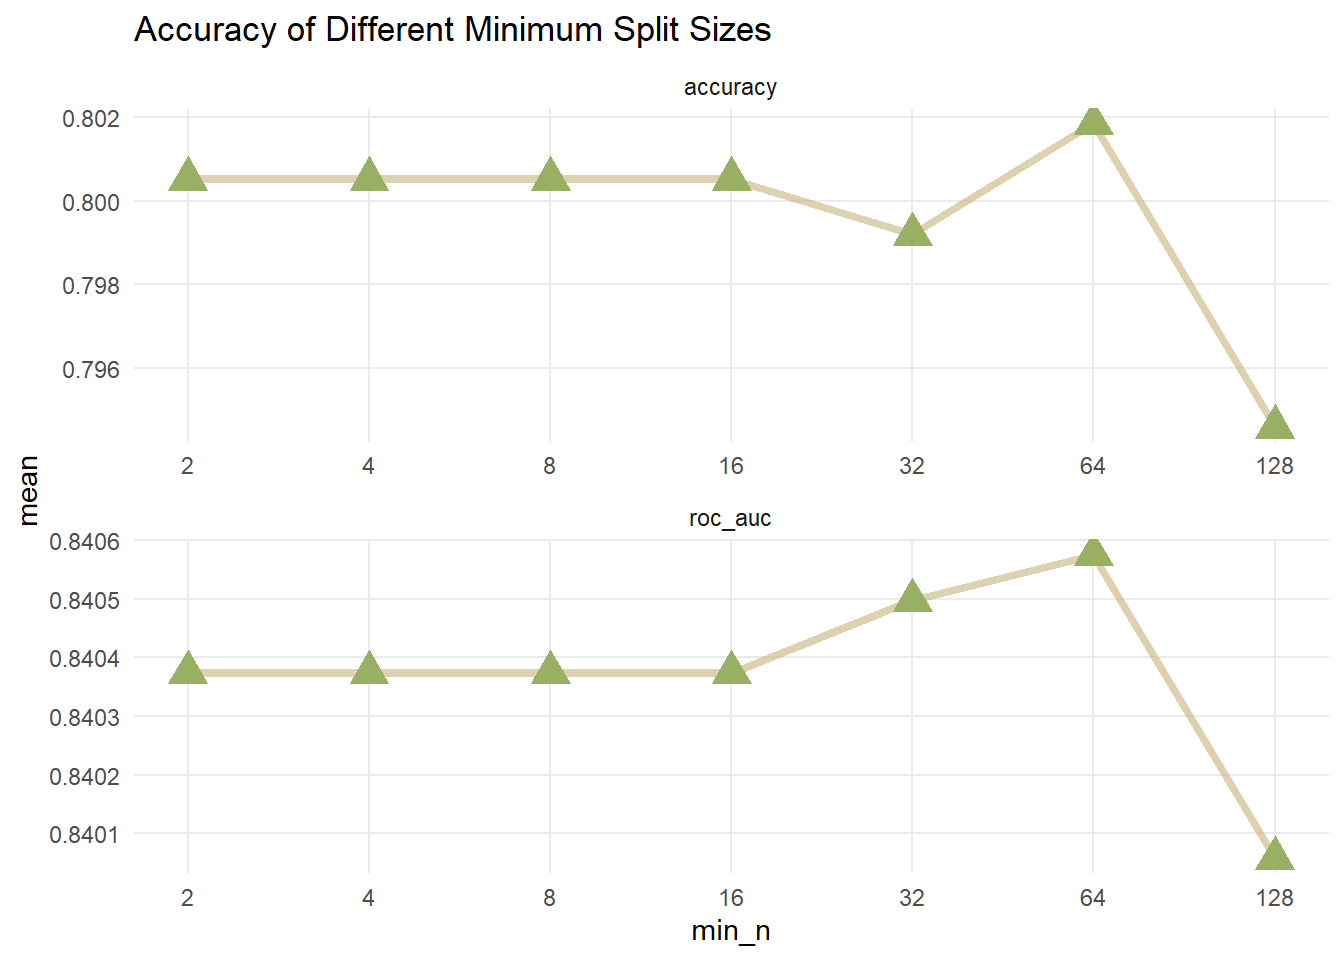 Accuracy of Different Minimum Split Sizes
accuracy
0.802
0.800
0.798
0.796
2 4 8 16 32 64 128
mean
roc_auc
0.8406
0.8405
0.8404
0.8403
0.8402
0.8401
2 4 8 16 32 64 128
min_n